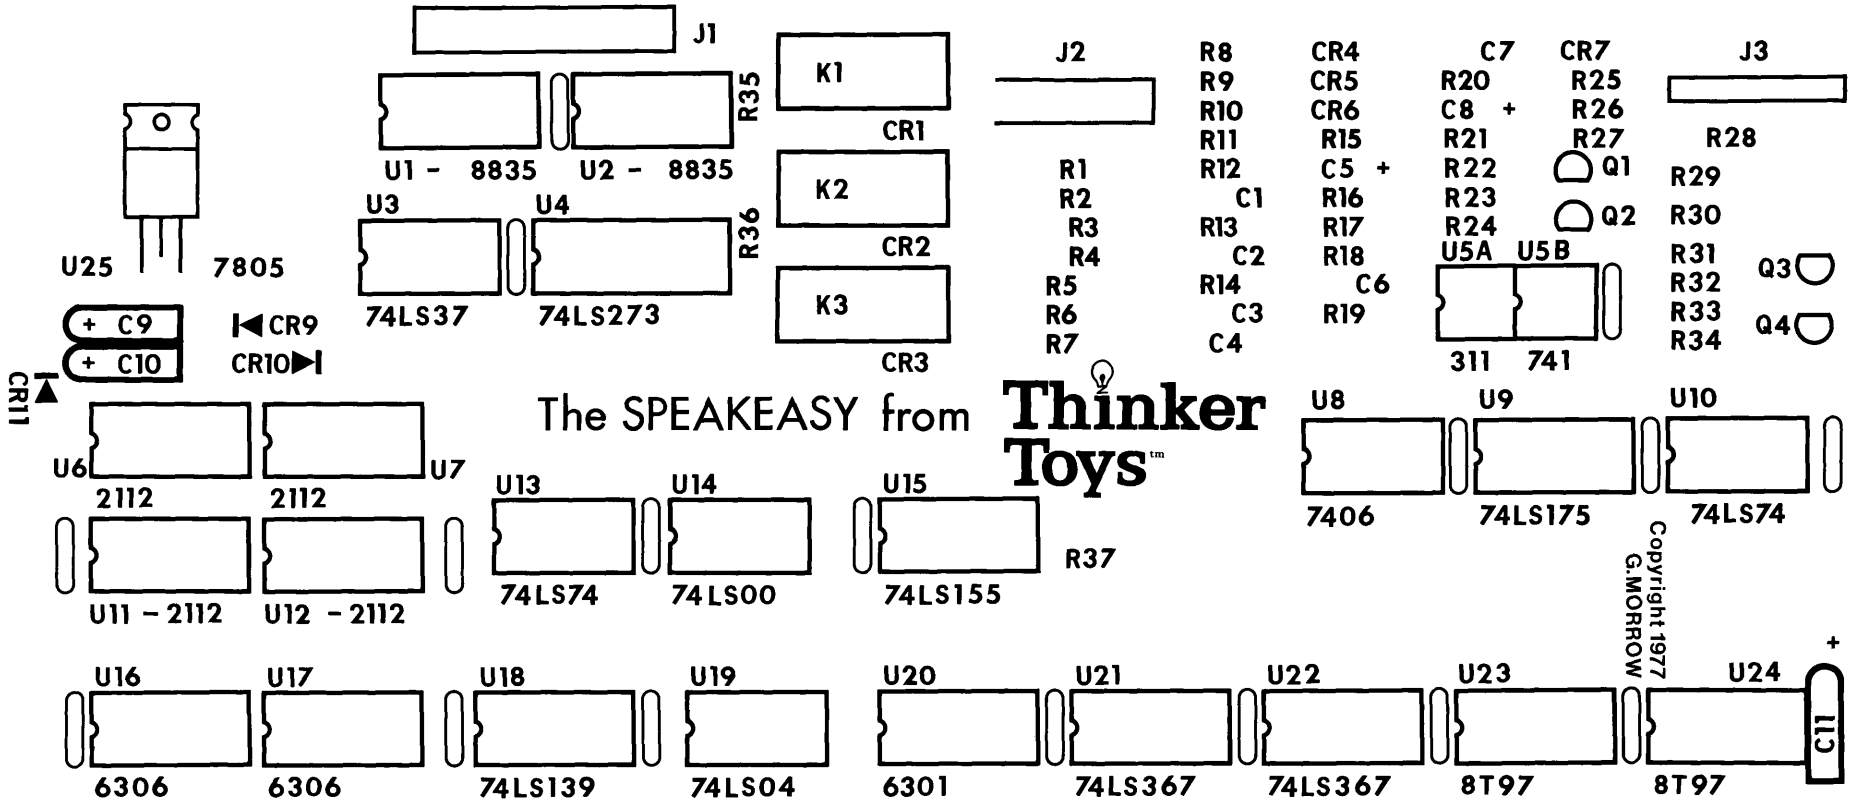 J1
K1
J2
R8 CR4 C7 CR7 J3
R9 CR5 R20 R25
R35
R10 CR6 C8 + R26
CR1
R11 R15 R21 R27 R28
U1 - 8835 U2 - 8835
R1 R12 C5 + R22 Q1
R29
K2
R2 C1 R16 R23
U3 U4
R36
R30
Q2
R3 R13 R17 R24
CR2
R4 C2 R18 U5A U5B R31
U25 7805
Q3
R5 R14 C6 R32
K3
74LS37 74LS273
R6 C3 R19 R33
+ C9 CR9
Q4
R7 C4 R34
+ C10 CR10
CR3
311 741
CR11
The SPEAKEASY from Thinker
Toys™
U8 U9 U10
U6 U7
2112 2112
U13 U14 U15
7406 74LS175 74LS74
R37
74LS74 74LS00 74LS155
U11 - 2112 U12 - 2112
Copyright 1977
G.MORROW
+
U16 U17 U18 U19 U20 U21 U22 U23 U24
C11
6306 6306 74LS139 74LS04 6301 74LS367 74LS367 8T97 8T97